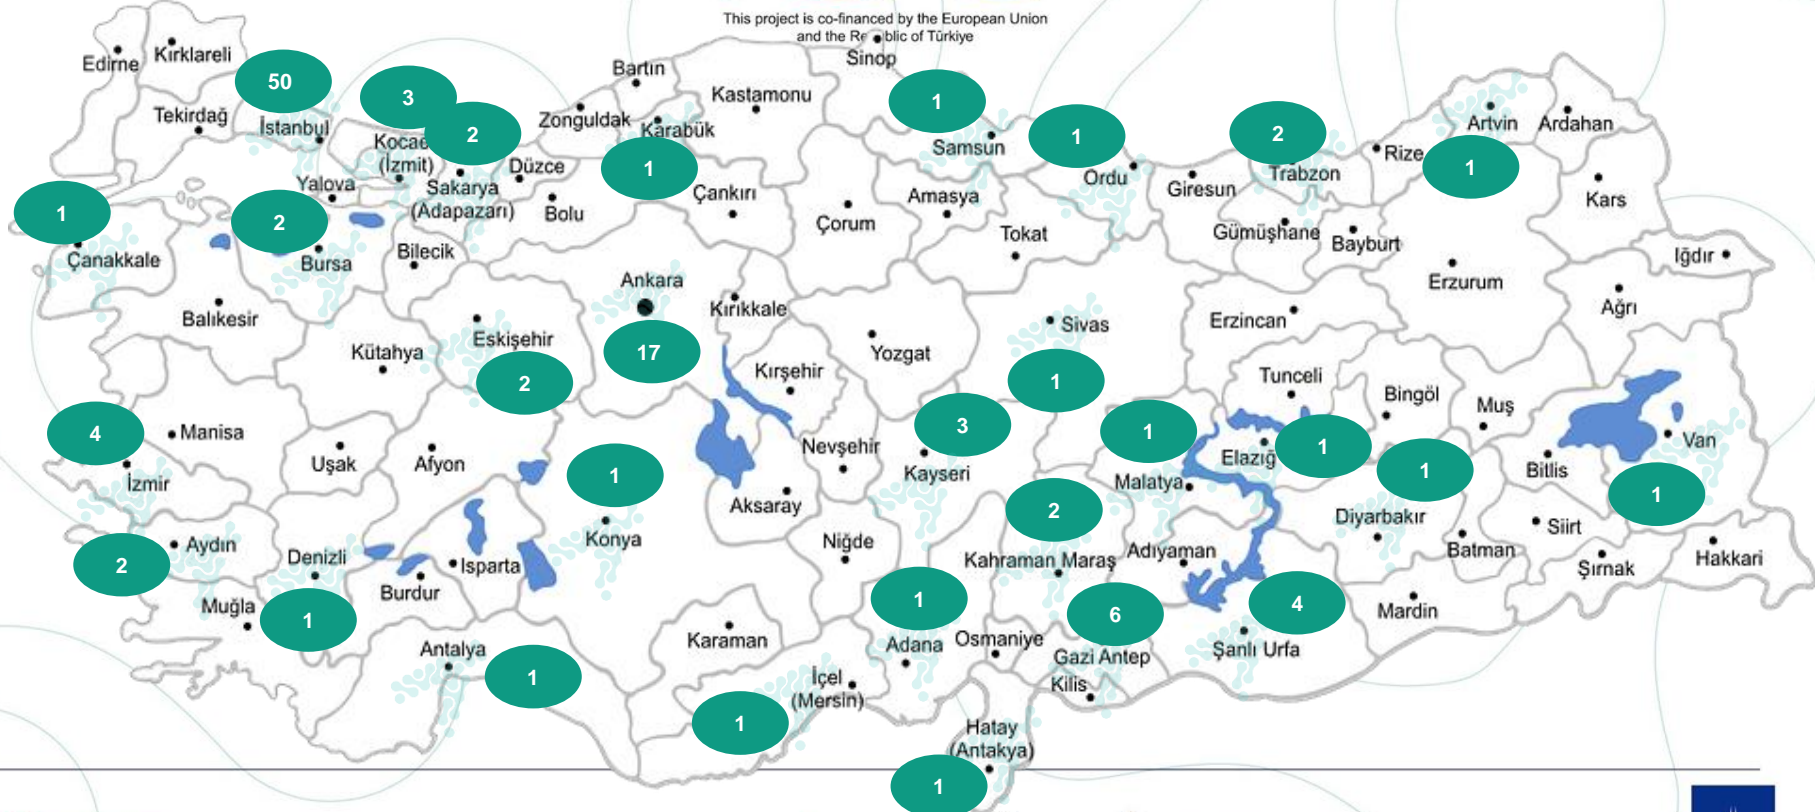 This project is co-financed by the European Union
and the Re blic of Türkiye
Sinop
Edirne
Kırklareli
50
3
Bartın
Kastamonu
1
Tekirdağ
İstanbul
2
Zonguldak
Karabük
Samsun
1
2
Artvin
Ardahan
Kocae
(İzmit)
Düzce
1
Ordu
Trabzon
Rize
1
Yalova
Sakarya
(Adapazarı)
Bolu
Çankırı
Çorum
Amasya
Giresun
Kars
1
2
Tokat
Gümüşhane
Bayburt
Çanakkale
Bursa
Bilecik
Iğdır
Ankara
Kırıkkale
Erzurum
Ağrı
Balıkesir
Eskişehir
Sivas
Erzincan
17
Kütahya
Yozgat
2
Kırşehir
1
Tunceli
Bingöl
Muş
4
Manisa
3
1
1
Van
Uşak
Afyon
Nevşehir
Kayseri
Elazığ
1
Bitlis
İzmir
1
Malatya
1
Aksaray
2
Diyarbakır
Siirt
Aydın
Konya
Niğde
Kahraman Maraş
Adıyaman
Batman
Hakkari
2
Denizli
Isparta
Şırnak
Burdur
1
4
Mardin
Muğla
1
6
Karaman
Adana
Osmaniye
Gazi Antep
Şanlı Urfa
Antalya
1
İçel
(Mersin)
Kilis
1
Hatay
(Antakya)
1